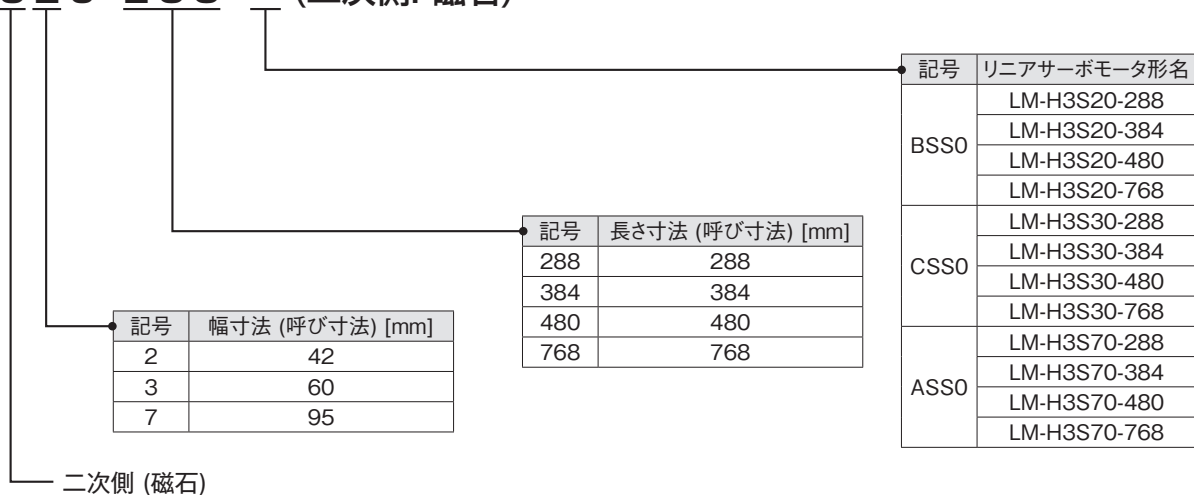 (二次側: 磁石)
記号 リニアサーボモータ形名
BSS0 LM-H3S20-288
LM-H3S20-384
LM-H3S20-480
LM-H3S20-768
CSS0 LM-H3S30-288
LM-H3S30-384
LM-H3S30-480
LM-H3S30-768
ASS0 LM-H3S70-288
LM-H3S70-384
LM-H3S70-480
LM-H3S70-768
記号 長さ寸法 (呼び寸法) [mm]
288 288
384 384
480 480
768 768
記号 幅寸法 (呼び寸法) [mm]
2 42
3 60
7 95
二次側 (磁石)